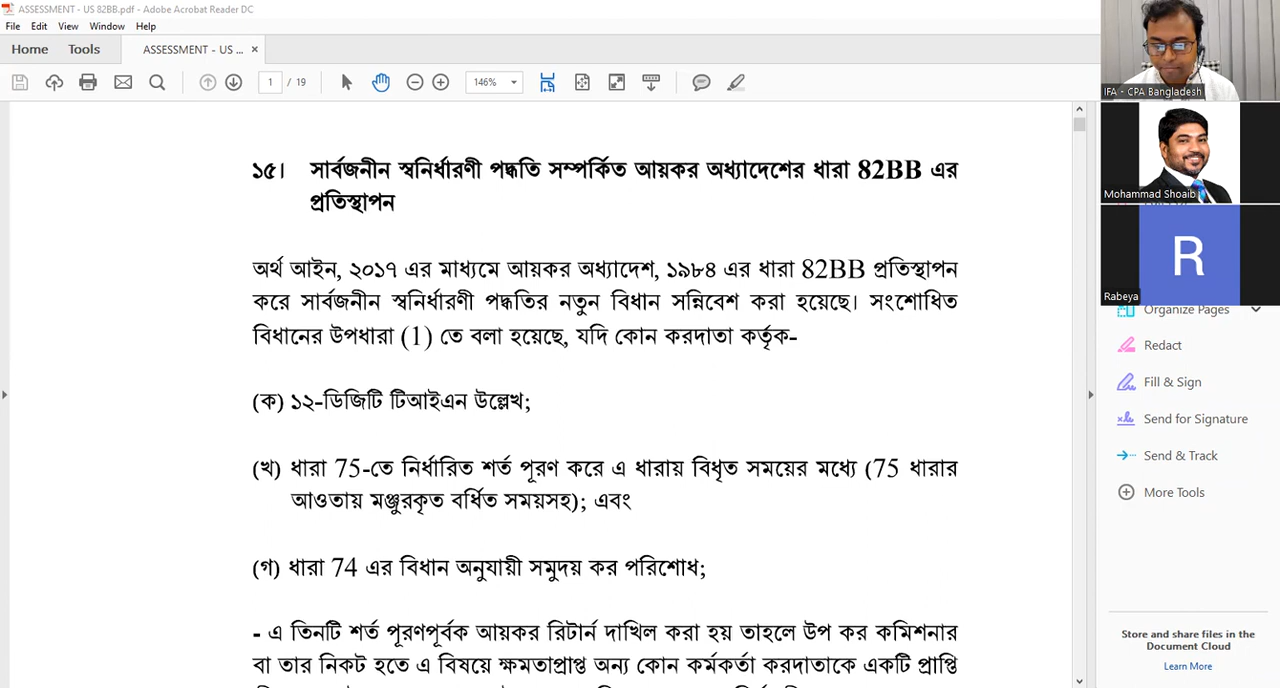 ASSESSMENT - US 82BB.pdf - Adobe Acrobat Reader DC
File Edit View Window Help
Home Tools ASSESSMENT - US ... ×
1 / 19 146%
IFA - CPA Bangladesh
Mohammad Shoaib
R
Rabeya
১৫। সার্বজনীন স্বনির্ধারণী পদ্ধতি সম্পর্কিত আয়কর অধ্যাদেশের ধারা 82BB এর
প্রতিস্থাপন
অর্থ আইন, ২০১৭ এর মাধ্যমে আয়কর অধ্যাদেশ, ১৯৮৪ এর ধারা 82BB প্রতিস্থাপন
করে সার্বজনীন স্বনির্ধারণী পদ্ধতির নতুন বিধান সন্নিবেশ করা হয়েছে। সংশোধিত
বিধানের উপধারা (1) তে বলা হয়েছে, যদি কোন করদাতা কর্তৃক-
(ক) ১২-ডিজিটি টিআইএন উল্লেখ;
(খ) ধারা 75-তে নির্ধারিত শর্ত পূরণ করে এ ধারায় বিধৃত সময়ের মধ্যে (75 ধারার
আওতায় মঞ্জুরকৃত বর্ধিত সময়সহ); এবং
(গ) ধারা 74 এর বিধান অনুযায়ী সমুদয় কর পরিশোধ;
- এ তিনটি শর্ত পূরণপূর্বক আয়কর রিটার্ন দাখিল করা হয় তাহলে উপ কর কমিশনার
বা তার নিকট হতে এ বিষয়ে ক্ষমতাপ্রাপ্ত অন্য কোন কর্মকর্তা করদাতাকে একটি প্রাপ্তি
Organize Pages
Redact
Fill & Sign
Send for Signature
Send & Track
More Tools
Store and share files in the
Document Cloud
Learn More